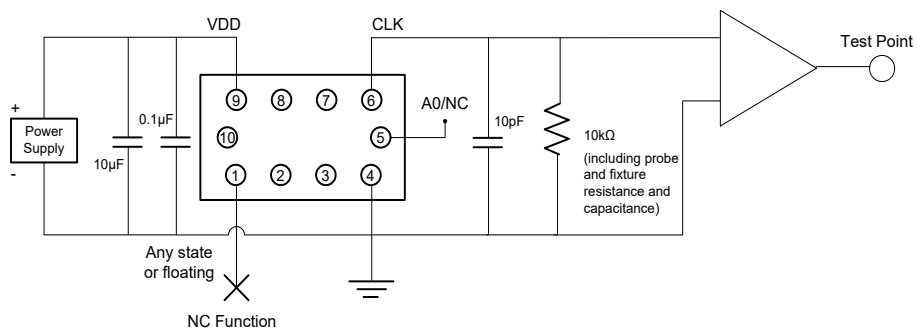 VDD
CLK
Test Point
+
Power
Supply
-
10µF
0.1µF
9
8
7
6
10
5
1
2
3
4
A0/NC
10pF
10kΩ
(including probe
and fixture
resistance and
capacitance)
Any state
or floating
NC Function